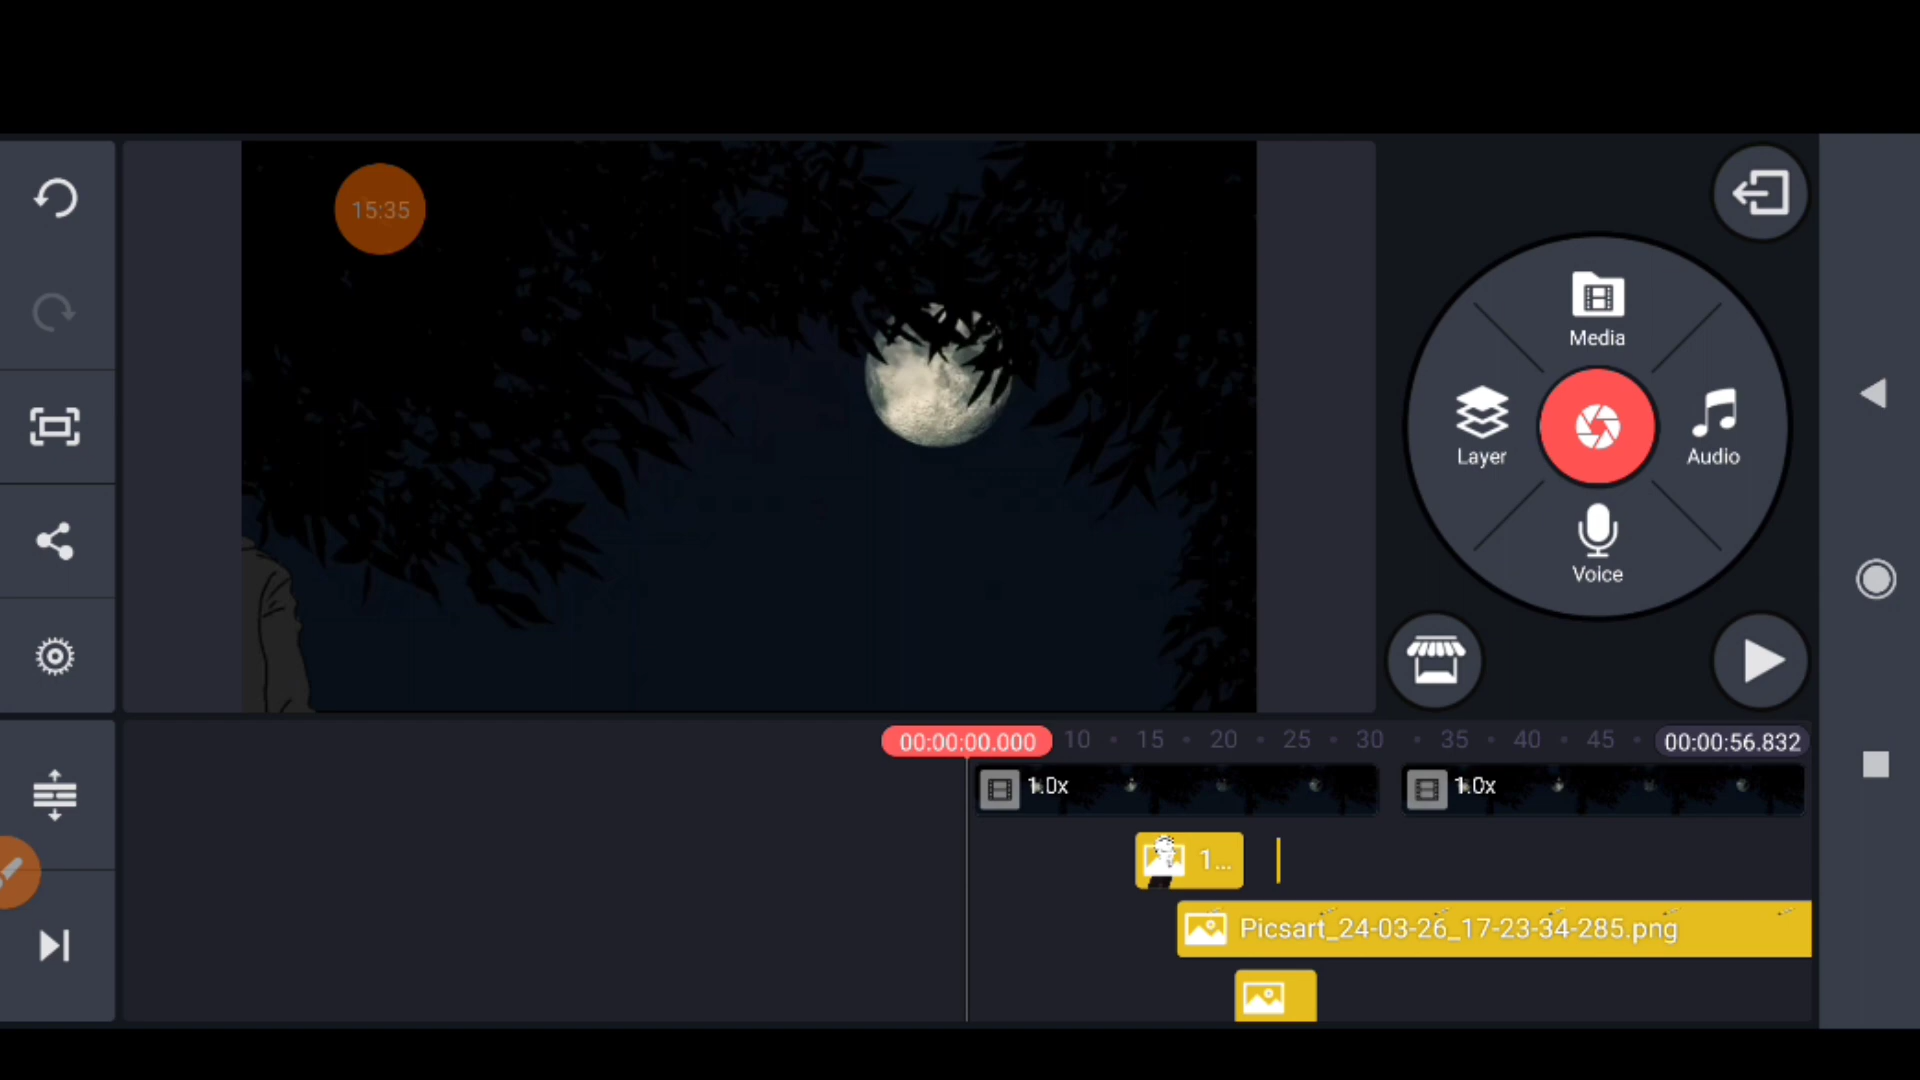 15:35
Media
Layer
Audio
Voice
00:00:00.000 10 15 20 25 30 35 40 45 00:00:56.832
1.0x 1.0x
1...
Picsart_24-03-26_17-23-34-285.png